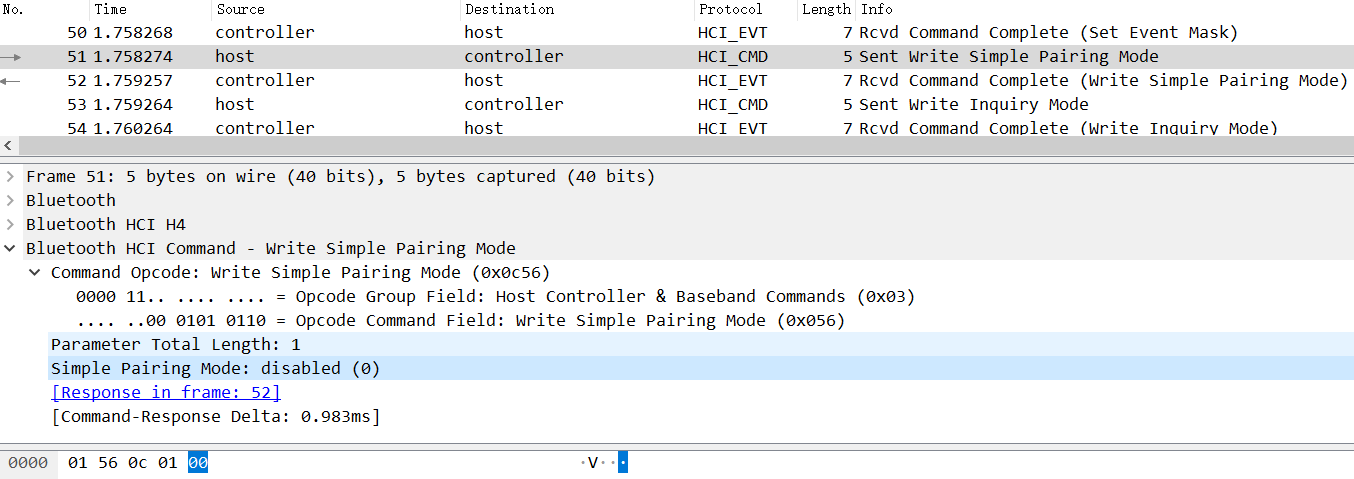 No. Time Source Destination Protocol Length Info
50 1.758268 controller host HCI_EVT 7 Rcvd Command Complete (Set Event Mask)
51 1.758274 host controller HCI_CMD 5 Sent Write Simple Pairing Mode
52 1.759257 controller host HCI_EVT 7 Rcvd Command Complete (Write Simple Pairing Mode)
53 1.759264 host controller HCI_CMD 5 Sent Write Inquiry Mode
54 1.760264 controller host HCI_EVT 7 Rcvd Command Complete (Write Inquiry Mode)
Frame 51: 5 bytes on wire (40 bits), 5 bytes captured (40 bits)
Bluetooth
Bluetooth HCI H4
Bluetooth HCI Command - Write Simple Pairing Mode
Command Opcode: Write Simple Pairing Mode (0x0c56)
0000 11.. .... .... = Opcode Group Field: Host Controller & Baseband Commands (0x03)
.... ..00 0101 0110 = Opcode Command Field: Write Simple Pairing Mode (0x056)
Parameter Total Length: 1
Simple Pairing Mode: disabled (0)
[Response in frame: 52]
[Command-Response Delta: 0.983ms]
0000 01 56 0c 01 00 ·V···